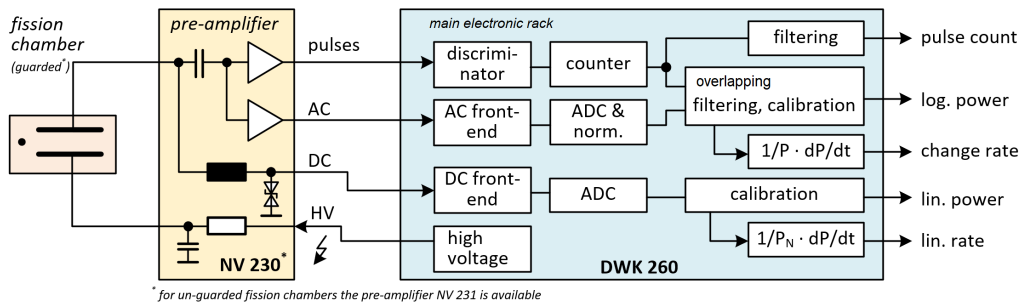 fission
chamber
(guarded*)
pre-amplifier
pulses
AC
DC
HV
NV 230*
main electronic rack
discrimi-
nator
counter
filtering
pulse count
AC front-
end
ADC &
norm.
overlapping
filtering, calibration
log. power
1/P · dP/dt
change rate
DC front-
end
ADC
calibration
lin. power
high
voltage
1/PN · dP/dt
lin. rate
DWK 260
* for un-guarded fission chambers the pre-amplifier NV 231 is available